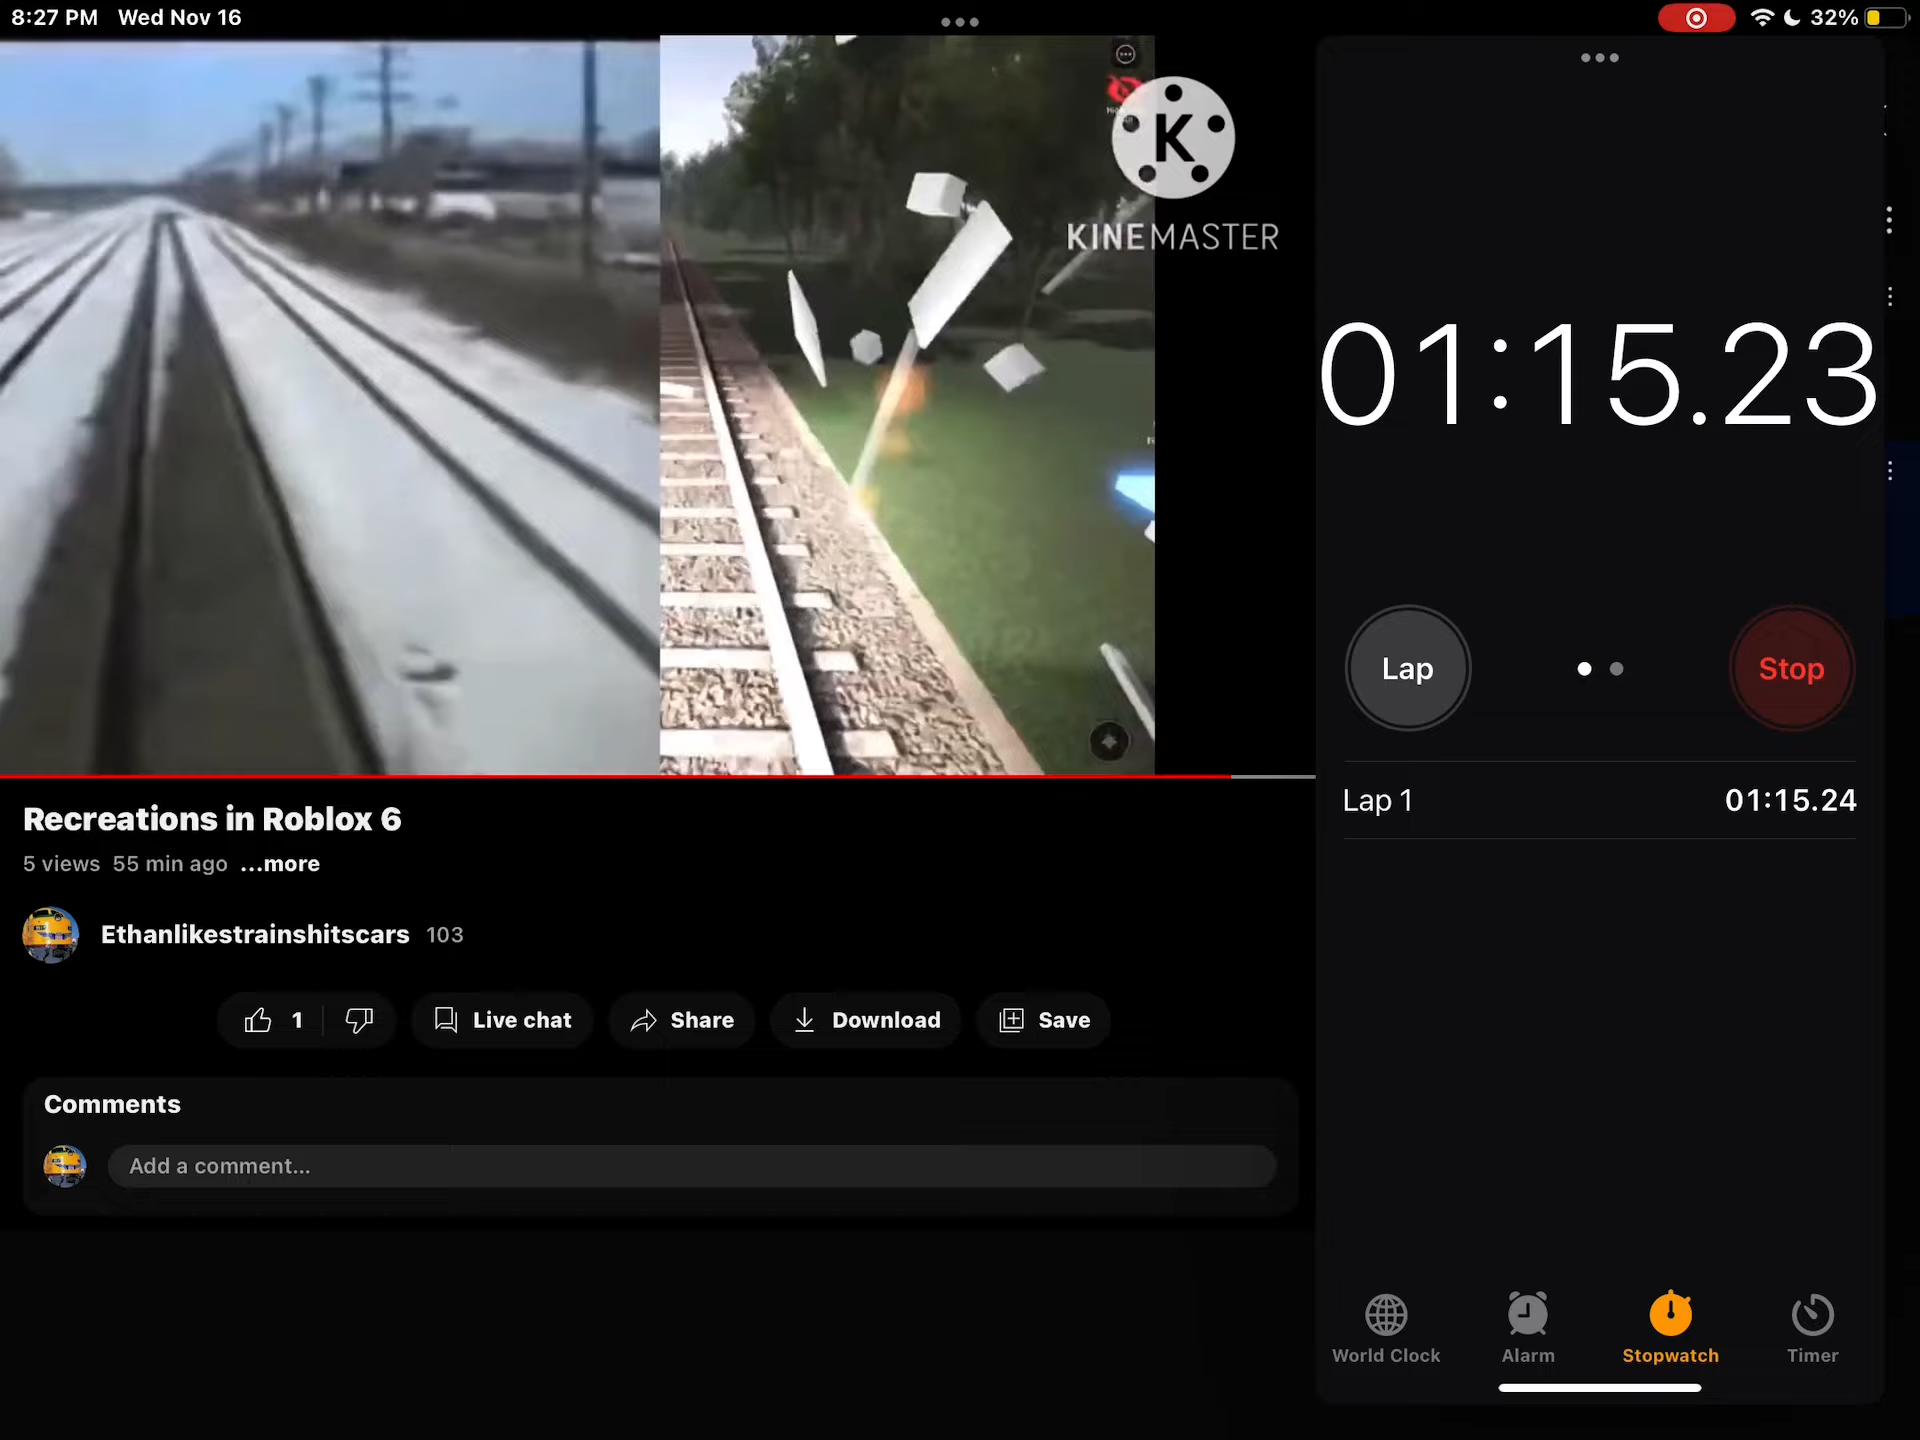 8:27 PM Wed Nov 16
32%
K
KINEMASTER
01:15.23
Lap
Stop
Lap 1 01:15.24
Recreations in Roblox 6
5 views 55 min ago ...more
Ethanlikestrainshitscars 103
1
Live chat
Share
Download
Save
Comments
Add a comment...
World Clock
Alarm
Stopwatch
Timer